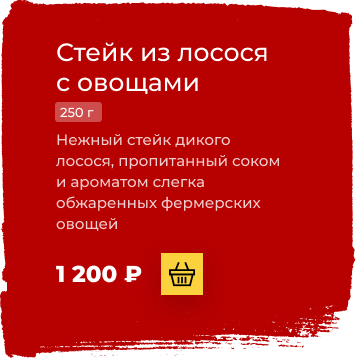 Стейк из лосося
с овощами
250 г
Нежный стейк дикого
лосося, пропитанный соком
и ароматом слегка
обжаренных фермерских
овощей
1 200 ₽